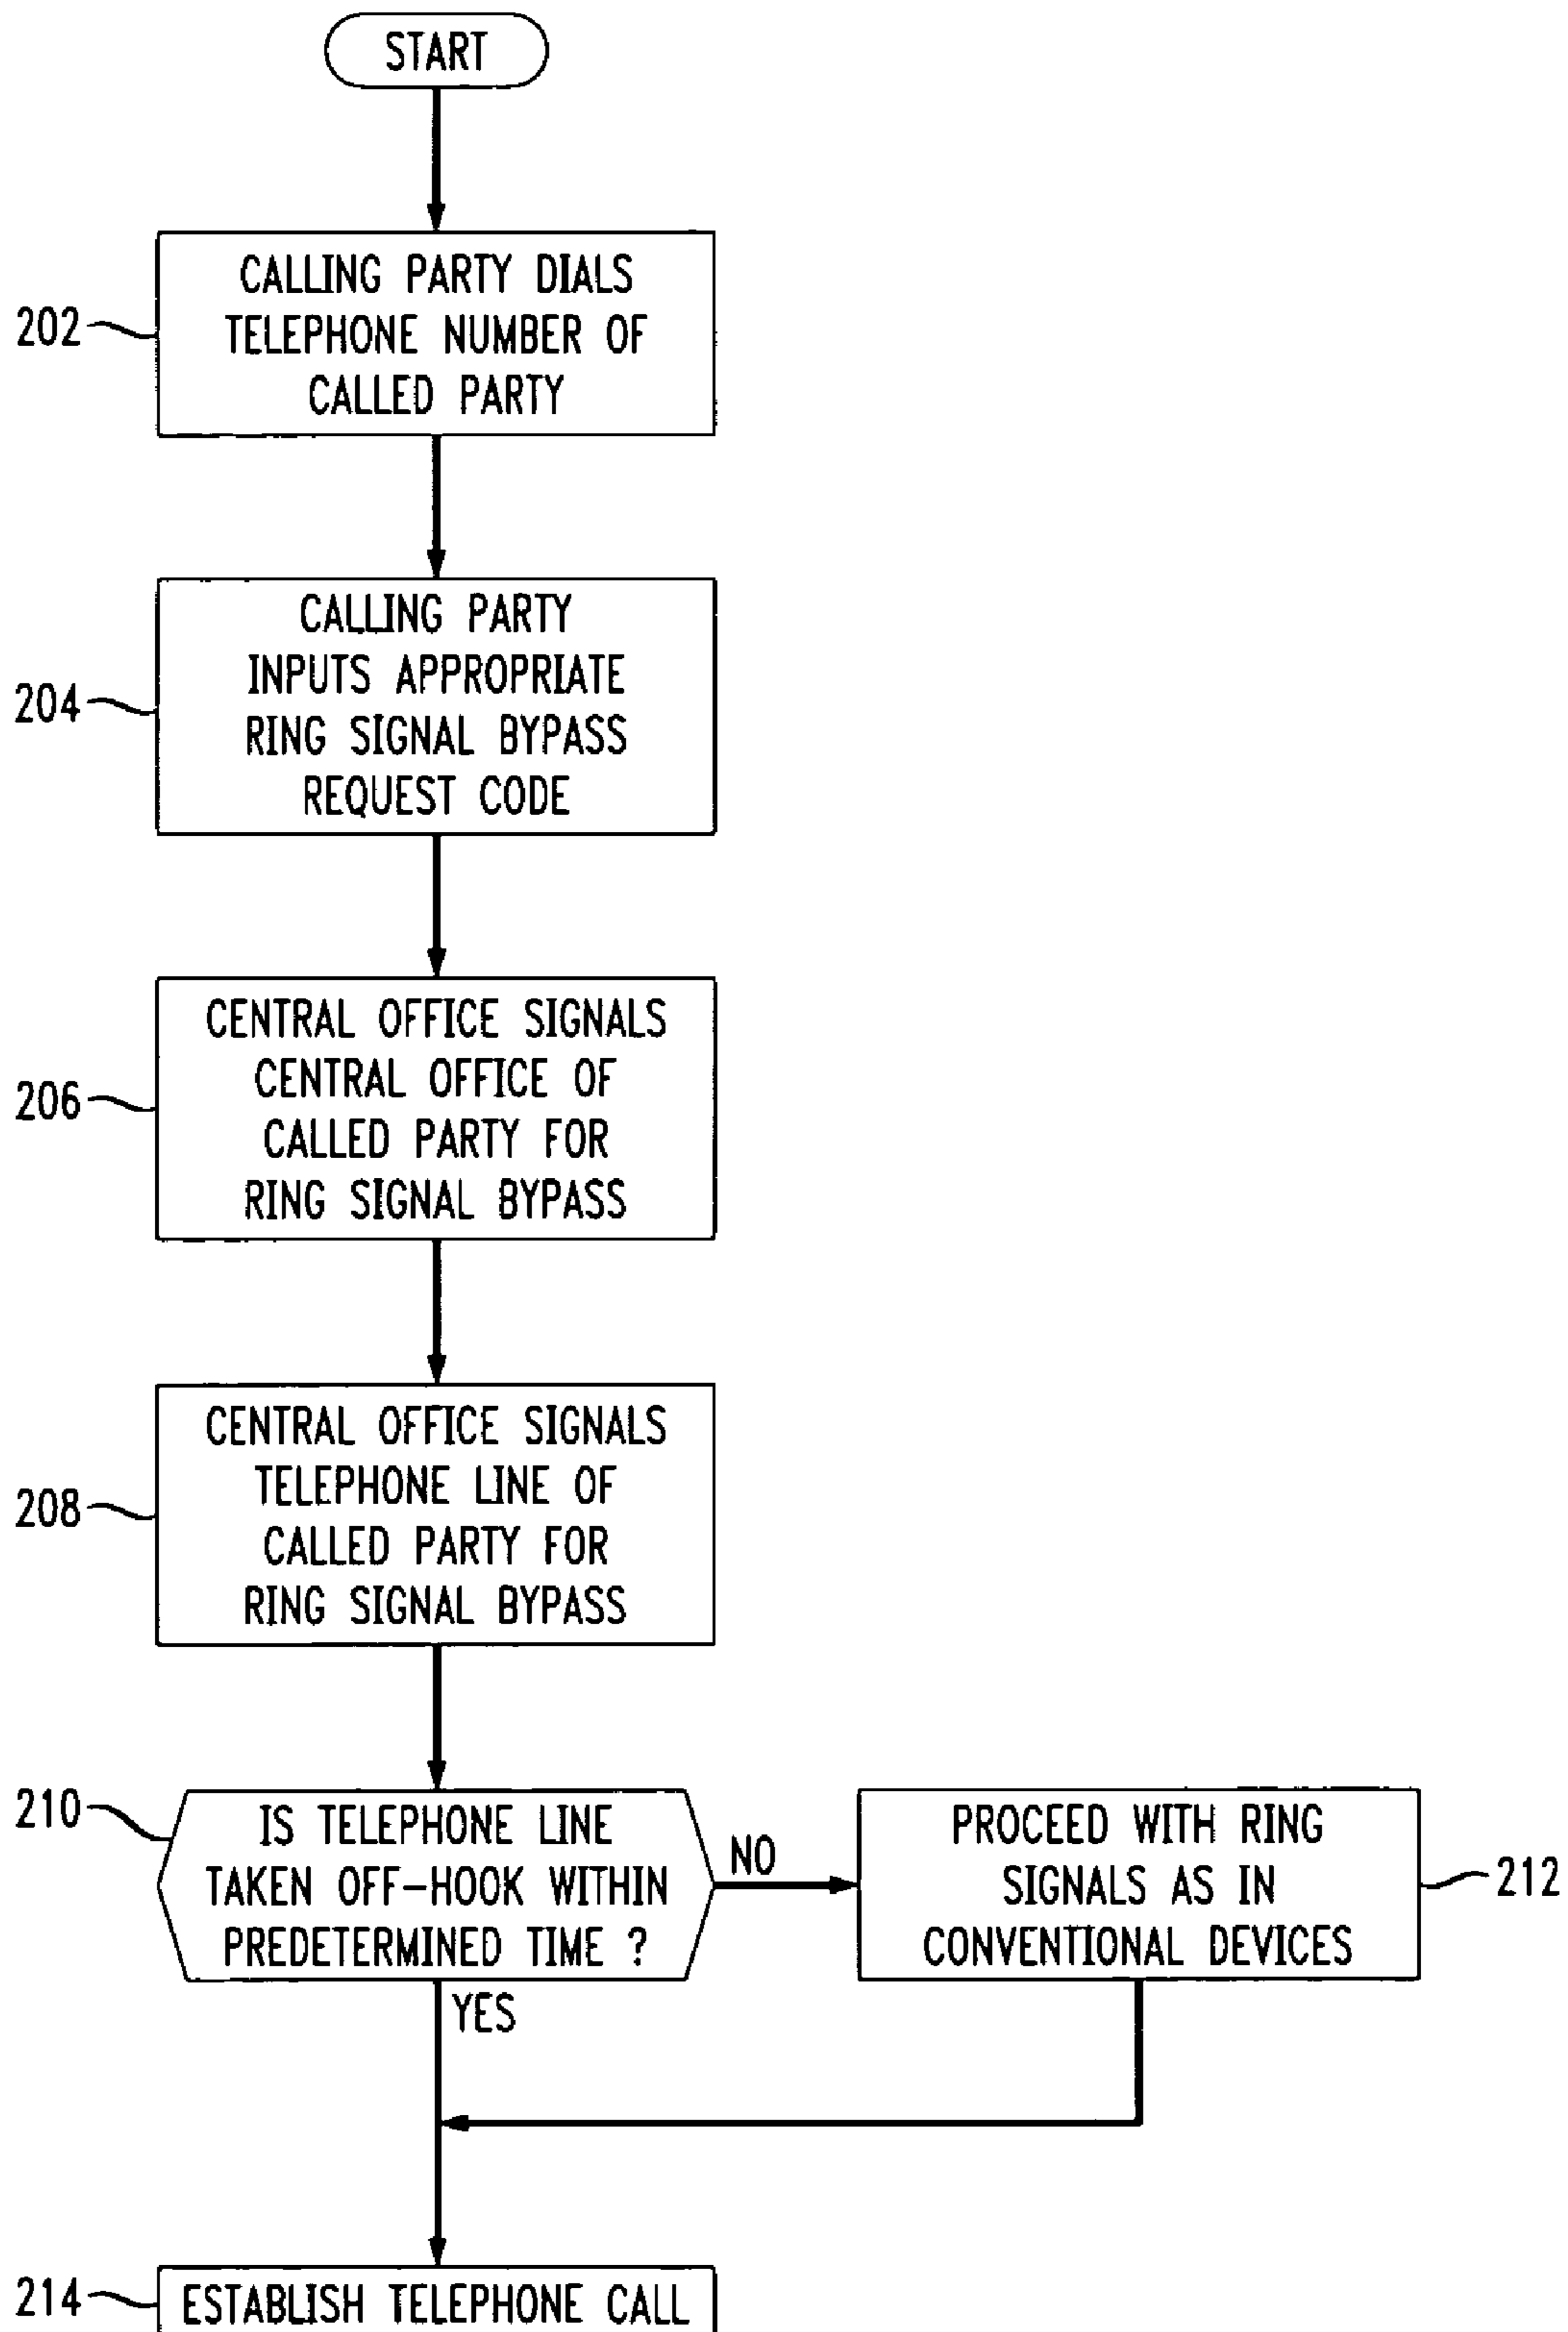 START
202
CALLING PARTY DIALS
TELEPHONE NUMBER OF
CALLED PARTY
204
CALLING PARTY
INPUTS APPROPRIATE
RING SIGNAL BYPASS
REQUEST CODE
206
CENTRAL OFFICE SIGNALS
CENTRAL OFFICE OF
CALLED PARTY FOR
RING SIGNAL BYPASS
208
CENTRAL OFFICE SIGNALS
TELEPHONE LINE OF
CALLED PARTY FOR
RING SIGNAL BYPASS
210
IS TELEPHONE LINE
TAKEN OFF-HOOK WITHIN
PREDETERMINED TIME ?
NO
YES
PROCEED WITH RING
SIGNALS AS IN
CONVENTIONAL DEVICES
212
214
ESTABLISH TELEPHONE CALL